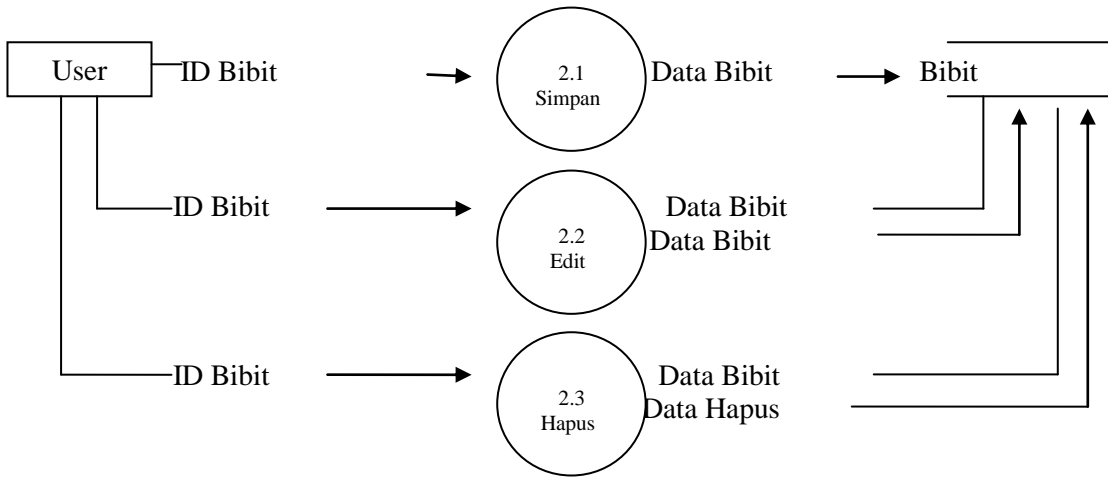 User
ID Bibit
2.1
Simpan
Data Bibit
Bibit
ID Bibit
2.2
Edit
Data Bibit
Data Bibit
ID Bibit
2.3
Hapus
Data Bibit
Data Hapus